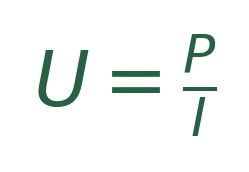 U = P/I